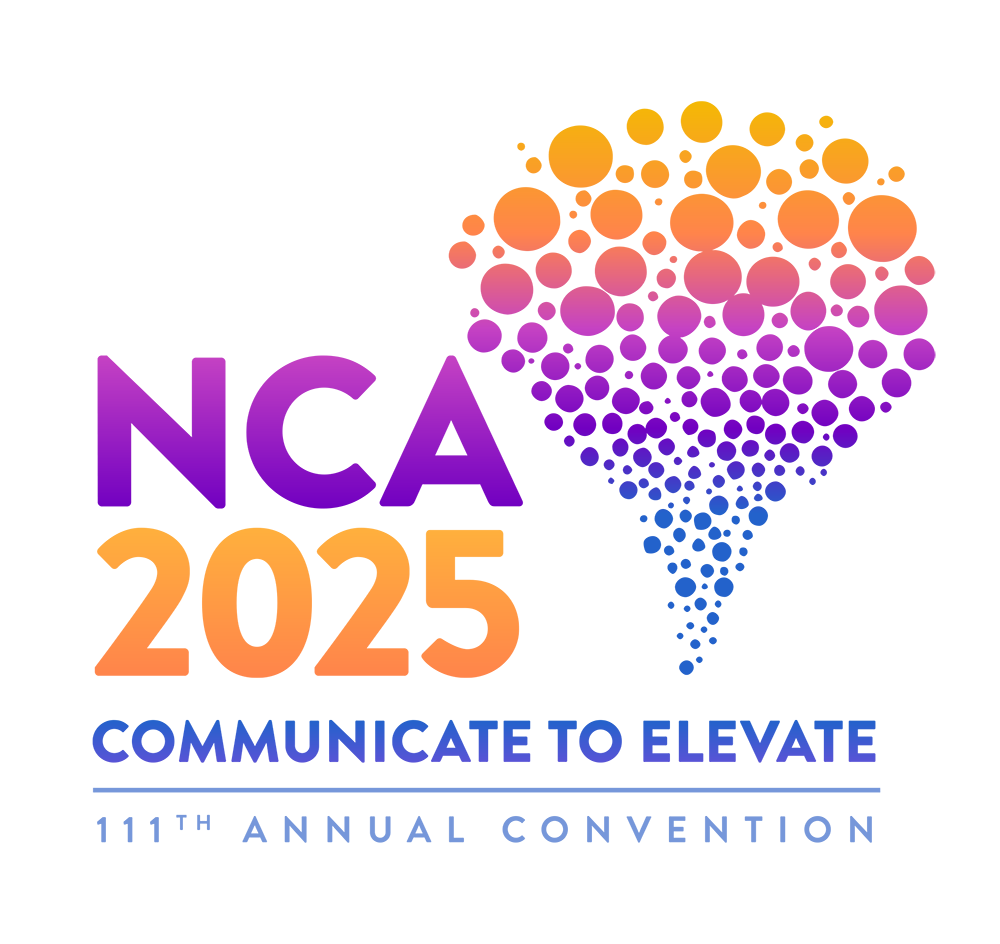 NCA
2025
COMMUNICATE TO ELEVATE
111TH ANNUAL CONVENTION